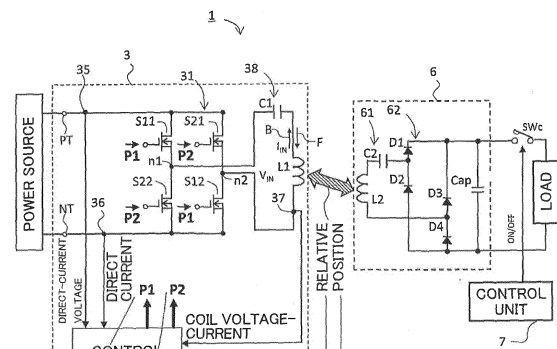 1
3
35
31
38
6
POWER SOURCE
PT
S11
S21
C1
B
F
61
62
SWc
P1
P2
n1
IIN
L1
C2
D1
S22
S12
n2
VIN
D2
L2
D3
Cap
LOAD
NT
36
P2
P1
37
D4
ON/OFF
DIRECT-CURRENT
VOLTAGE
DIRECT
CURRENT
P1
P2
COIL VOLTAGE-
CURRENT
RELATIVE
POSITION
CONTROL
UNIT
7
CONTROL